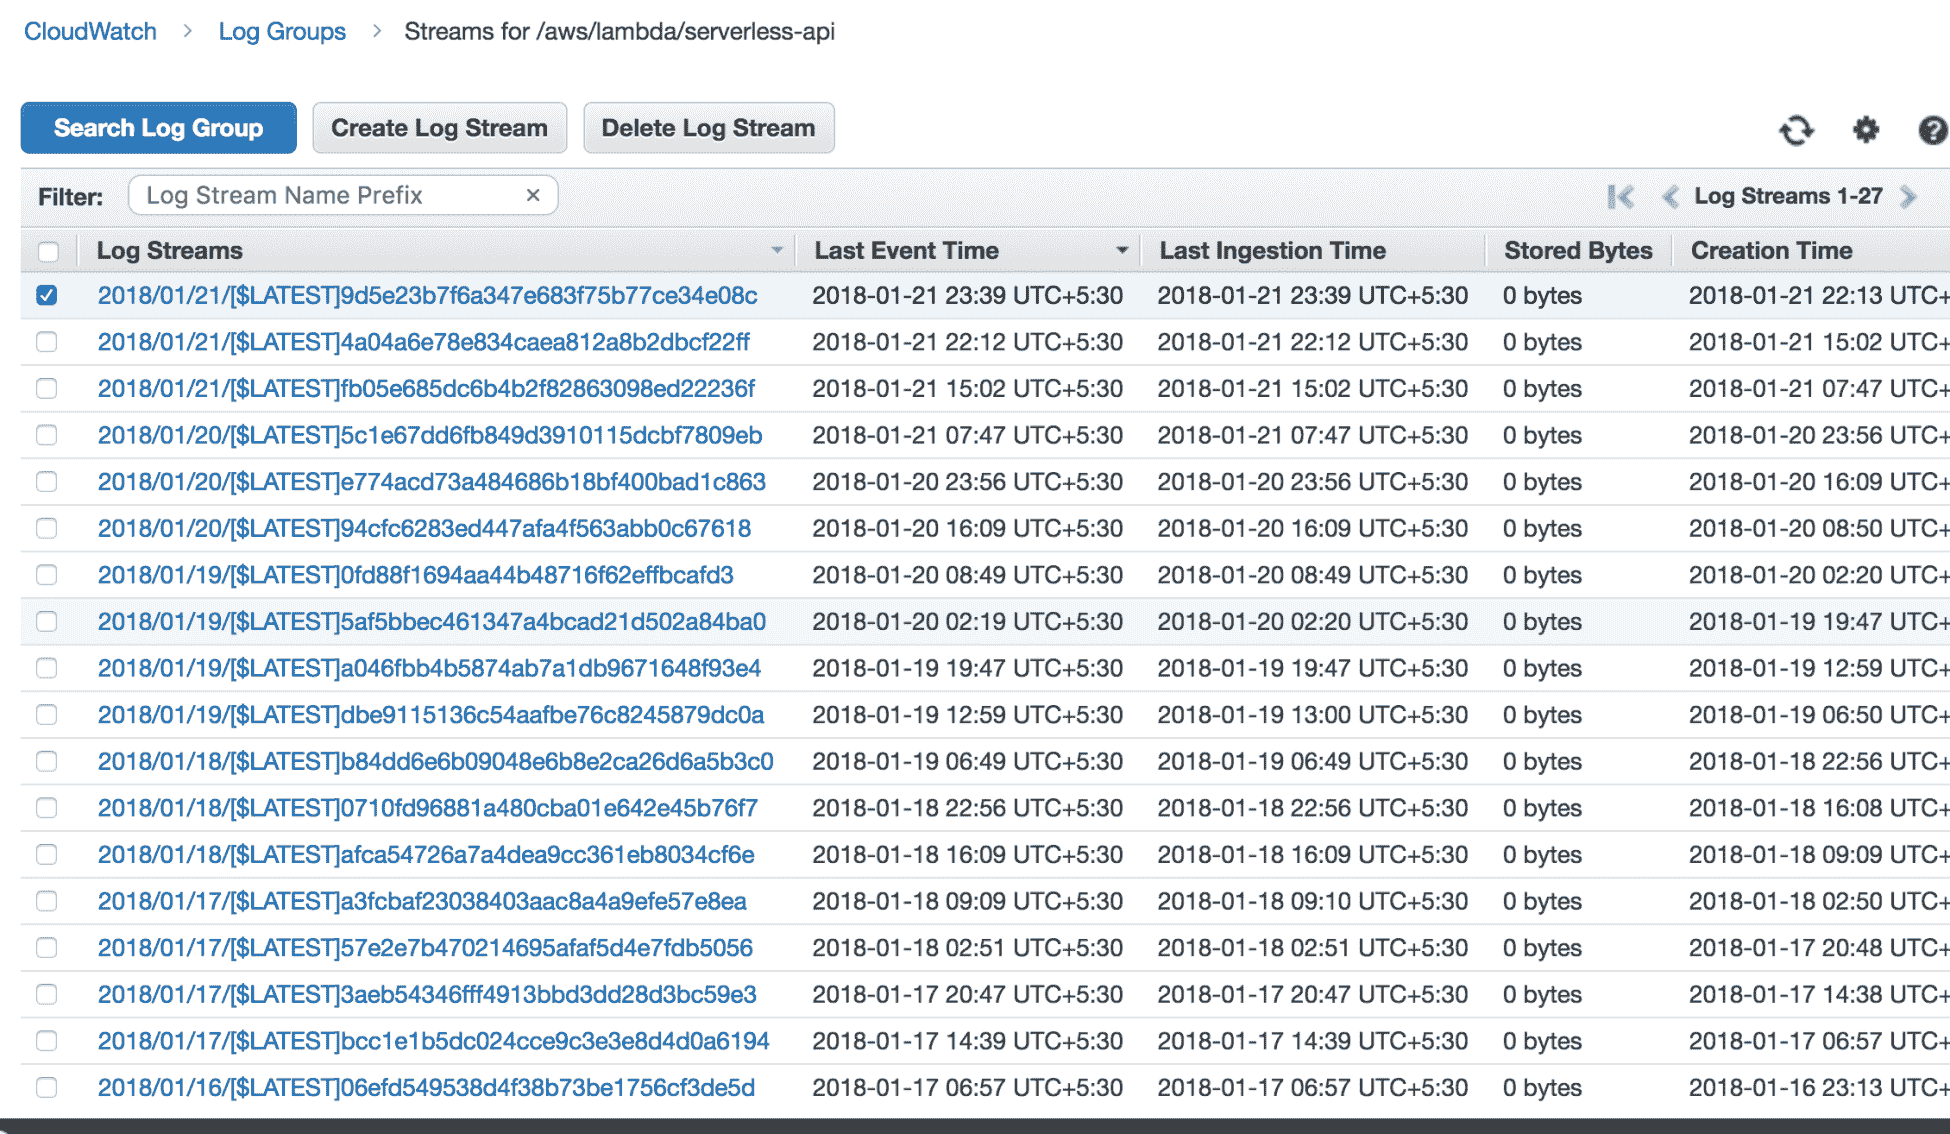 CloudWatch > Log Groups > Streams for /aws/lambda/serverless-api
Search Log Group Create Log Stream Delete Log Stream
Filter: Log Stream Name Prefix × Log Streams 1-27
Log Streams Last Event Time Last Ingestion Time Stored Bytes Creation Time
2018/01/21/[$LATEST]9d5e23b7f6a347e683f75b77ce34e08c 2018-01-21 23:39 UTC+5:30 2018-01-21 23:39 UTC+5:30 0 bytes 2018-01-21 22:13 UTC+
2018/01/21/[$LATEST]4a04a6e78e834caea812a8b2dbcf22ff 2018-01-21 22:12 UTC+5:30 2018-01-21 22:12 UTC+5:30 0 bytes 2018-01-21 15:02 UTC+
2018/01/21/[$LATEST]fb05e685dc6b4b2f82863098ed22236f 2018-01-21 15:02 UTC+5:30 2018-01-21 15:02 UTC+5:30 0 bytes 2018-01-21 07:47 UTC+
2018/01/20/[$LATEST]5c1e67dd6fb849d3910115dcbf7809eb 2018-01-21 07:47 UTC+5:30 2018-01-21 07:47 UTC+5:30 0 bytes 2018-01-20 23:56 UTC+
2018/01/20/[$LATEST]e774acd73a484686b18bf400bad1c863 2018-01-20 23:56 UTC+5:30 2018-01-20 23:56 UTC+5:30 0 bytes 2018-01-20 16:09 UTC+
2018/01/20/[$LATEST]94cfc6283ed447afa4f563abb0c67618 2018-01-20 16:09 UTC+5:30 2018-01-20 16:09 UTC+5:30 0 bytes 2018-01-20 08:50 UTC+
2018/01/19/[$LATEST]0fd88f1694aa44b48716f62effbcafd3 2018-01-20 08:49 UTC+5:30 2018-01-20 08:49 UTC+5:30 0 bytes 2018-01-20 02:20 UTC+
2018/01/19/[$LATEST]5af5bbec461347a4bcad21d502a84ba0 2018-01-20 02:19 UTC+5:30 2018-01-20 02:20 UTC+5:30 0 bytes 2018-01-19 19:47 UTC+
2018/01/19/[$LATEST]a046fbb4b5874ab7a1db9671648f93e4 2018-01-19 19:47 UTC+5:30 2018-01-19 19:47 UTC+5:30 0 bytes 2018-01-19 12:59 UTC+
2018/01/19/[$LATEST]dbe9115136c54aafbe76c8245879dc0a 2018-01-19 12:59 UTC+5:30 2018-01-19 13:00 UTC+5:30 0 bytes 2018-01-19 06:50 UTC+
2018/01/18/[$LATEST]b84dd6e6b09048e6b8e2ca26d6a5b3c0 2018-01-19 06:49 UTC+5:30 2018-01-19 06:49 UTC+5:30 0 bytes 2018-01-18 22:56 UTC+
2018/01/18/[$LATEST]0710fd96881a480cba01e642e45b76f7 2018-01-18 22:56 UTC+5:30 2018-01-18 22:56 UTC+5:30 0 bytes 2018-01-18 16:08 UTC+
2018/01/18/[$LATEST]afca54726a7a4dea9cc361eb8034cf6e 2018-01-18 16:09 UTC+5:30 2018-01-18 16:09 UTC+5:30 0 bytes 2018-01-18 09:09 UTC+
2018/01/17/[$LATEST]a3fcbaf23038403aac8a4a9efe57e8ea 2018-01-18 09:09 UTC+5:30 2018-01-18 09:10 UTC+5:30 0 bytes 2018-01-18 02:50 UTC+
2018/01/17/[$LATEST]57e2e7b470214695afaf5d4e7fdb5056 2018-01-18 02:51 UTC+5:30 2018-01-18 02:51 UTC+5:30 0 bytes 2018-01-17 20:48 UTC+
2018/01/17/[$LATEST]3aeb54346fff4913bbd3dd28d3bc59e3 2018-01-17 20:47 UTC+5:30 2018-01-17 20:47 UTC+5:30 0 bytes 2018-01-17 14:38 UTC+
2018/01/17/[$LATEST]bcc1e1b5dc024cce9c3e3e8d4d0a6194 2018-01-17 14:39 UTC+5:30 2018-01-17 14:39 UTC+5:30 0 bytes 2018-01-17 06:57 UTC+
2018/01/16/[$LATEST]06efd549538d4f38b73be1756cf3de5d 2018-01-17 06:57 UTC+5:30 2018-01-17 06:57 UTC+5:30 0 bytes 2018-01-16 23:13 UTC+